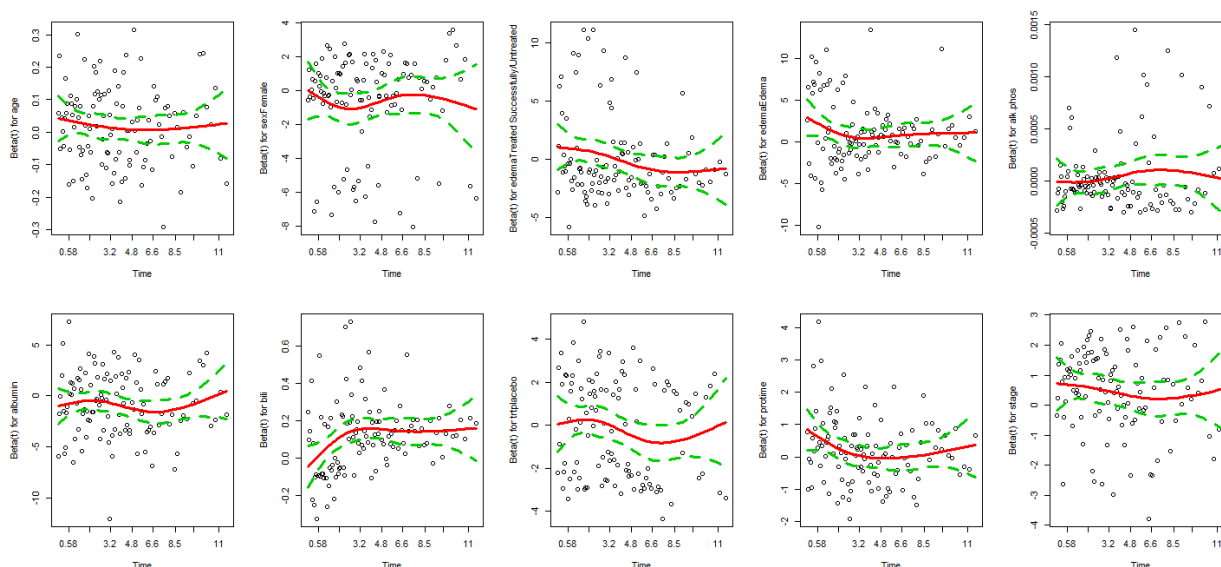 Beta(t) for age
0.3
0.2
0.1
0.0
-0.1
-0.2
-0.3
0.58 3.2 4.8 6.6 8.5 11
Time
Beta(t) for sexFemale
4
2
0
-2
-4
-6
-8
0.58 3.2 4.8 6.6 8.5 11
Time
Beta(t) for edemaTreated Successfully/Untreated
10
5
0
-5
0.58 3.2 4.8 6.6 8.5 11
Time
Beta(t) for edemaEdema
10
5
0
-5
-10
0.58 3.2 4.8 6.6 8.5 11
Time
Beta(t) for alk.phos
0.0015
0.0010
0.0005
0.0000
-0.0005
0.58 3.2 4.8 6.6 8.5 11
Time
Beta(t) for albumin
5
0
-5
-10
0.58 3.2 4.8 6.6 8.5 11
Time
Beta(t) for bili
0.6
0.4
0.2
0.0
-0.2
0.58 3.2 4.8 6.6 8.5 11
Time
Beta(t) for trtplacebo
4
2
0
-2
-4
0.58 3.2 4.8 6.6 8.5 11
Time
Beta(t) for protime
4
3
2
1
0
-1
-2
0.58 3.2 4.8 6.6 8.5 11
Time
Beta(t) for stage
4
3
2
1
0
-1
-2
-3
-4
0.58 3.2 4.8 6.6 8.5 11
Time